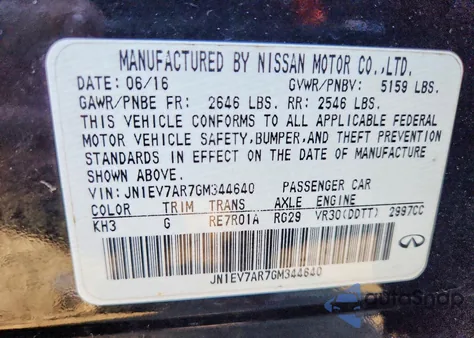 MANUFACTURED BY NISSAN MOTOR CO.,LTD.
DATE: 06/16 GVWR/PNBV: 5159 LBS.
GAWR/PNBE FR: 2646 LBS. RR: 2546 LBS.
THIS VEHICLE CONFORMS TO ALL APPLICABLE FEDERAL
MOTOR VEHICLE SAFETY,BUMPER,AND THEFT PREVENTION
STANDARDS IN EFFECT ON THE DATE OF MANUFACTURE
SHOWN ABOVE.
VIN: JN1EV7AR7GM344640 PASSENGER CAR
COLOR TRIM TRANS AXLE ENGINE
KH3 G RE7R01A RG29 VR30(DDTT) 2997CC
JN1EV7AR7GM344640
autoSnap